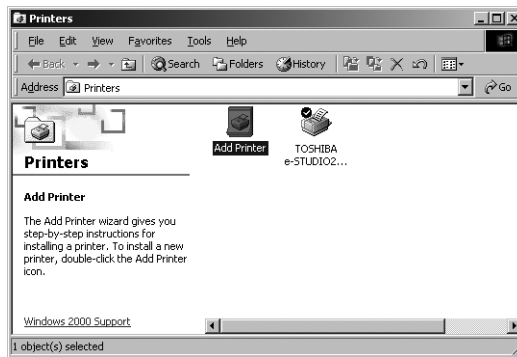 Printers
File Edit View Favorites Tools Help
Back Search Folders History
Address Printers Go
Printers
Add Printer
The Add Printer wizard gives you
step-by-step instructions for
installing a printer. To install a new
printer, double-click the Add Printer
icon.
Windows 2000 Support
Add Printer
TOSHIBA
e-STUDIO2...
1 object(s) selected